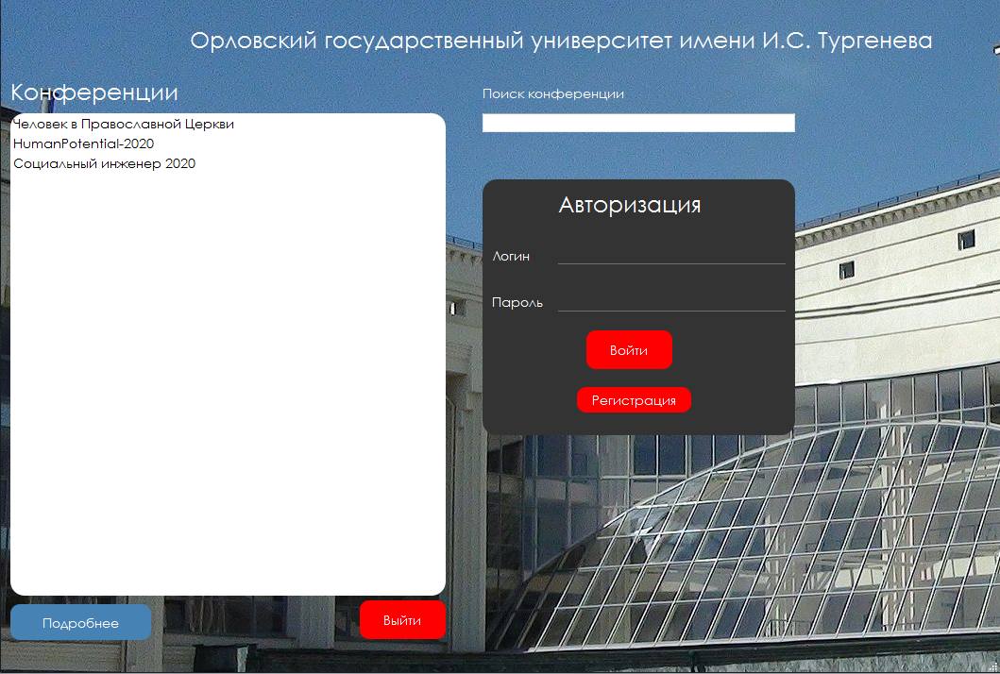 Орловский государственный университет имени И.С. Тургенева
Конференции
Человек в Православной Церкви
HumanPotential-2020
Социальный инженер 2020
Подробнее
Выйти
Поиск конференции
Авторизация
Логин
Пароль
Войти
Регистрация